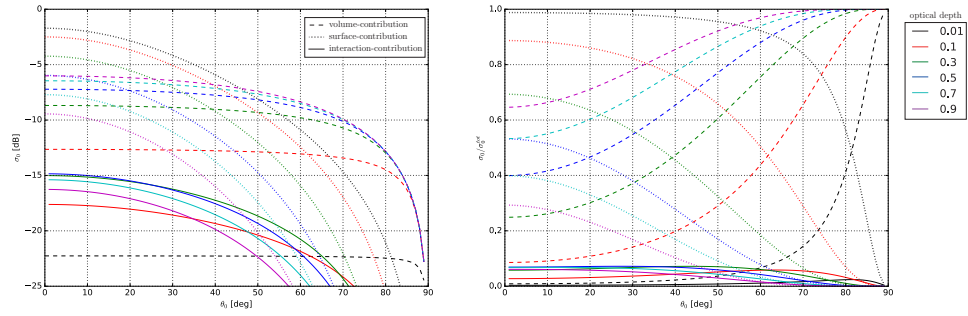 0
−5
−10
−15
−20
−25
σ₀ [dB]
0 10 20 30 40 50 60 70 80 90
θ₀ [deg]
volume-contribution
surface-contribution
interaction-contribution
1.0
0.8
0.6
0.4
0.2
0.0
σ₀/σ₀ᵗᵒᵗ
0 10 20 30 40 50 60 70 80 90
θ₀ [deg]
optical depth
0.01
0.1
0.3
0.5
0.7
0.9